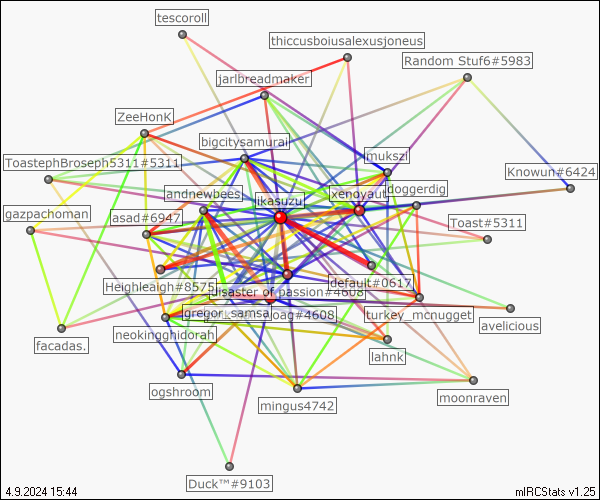 tescoroll
thiccusboiusalexusjoneus
Random Stuf6#5983
jarlbreadmaker
ZeeHonK
bigcitysamurai
mukszi
ToastephBroseph5311#5311
Knowun#6424
andnewbees
jikasuzu
xenoyaut
doggerdig
gazpachoman
asad#6947
Toast#5311
Heighleigh#8575
default#0617
disaster of passion#4608
gregor_samsa
joag#4608
turkey_mcnugget
avelicious
facadas.
neokingghidorah
lahnk
ogshroom
mingus4742
moonraven
Duck™#9103
4.9.2024 15:44
mIRCStats v1.25